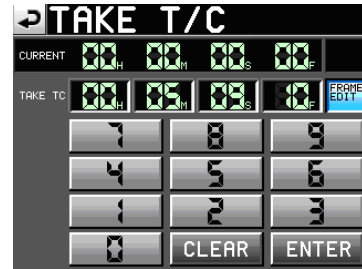 TAKE T/C
CURRENT 00H 00M 00S 00F
TAKE TC 00H 05M 09S 10F
FRAME
EDIT
7 8 9
4 5 6
1 2 3
0 CLEAR ENTER